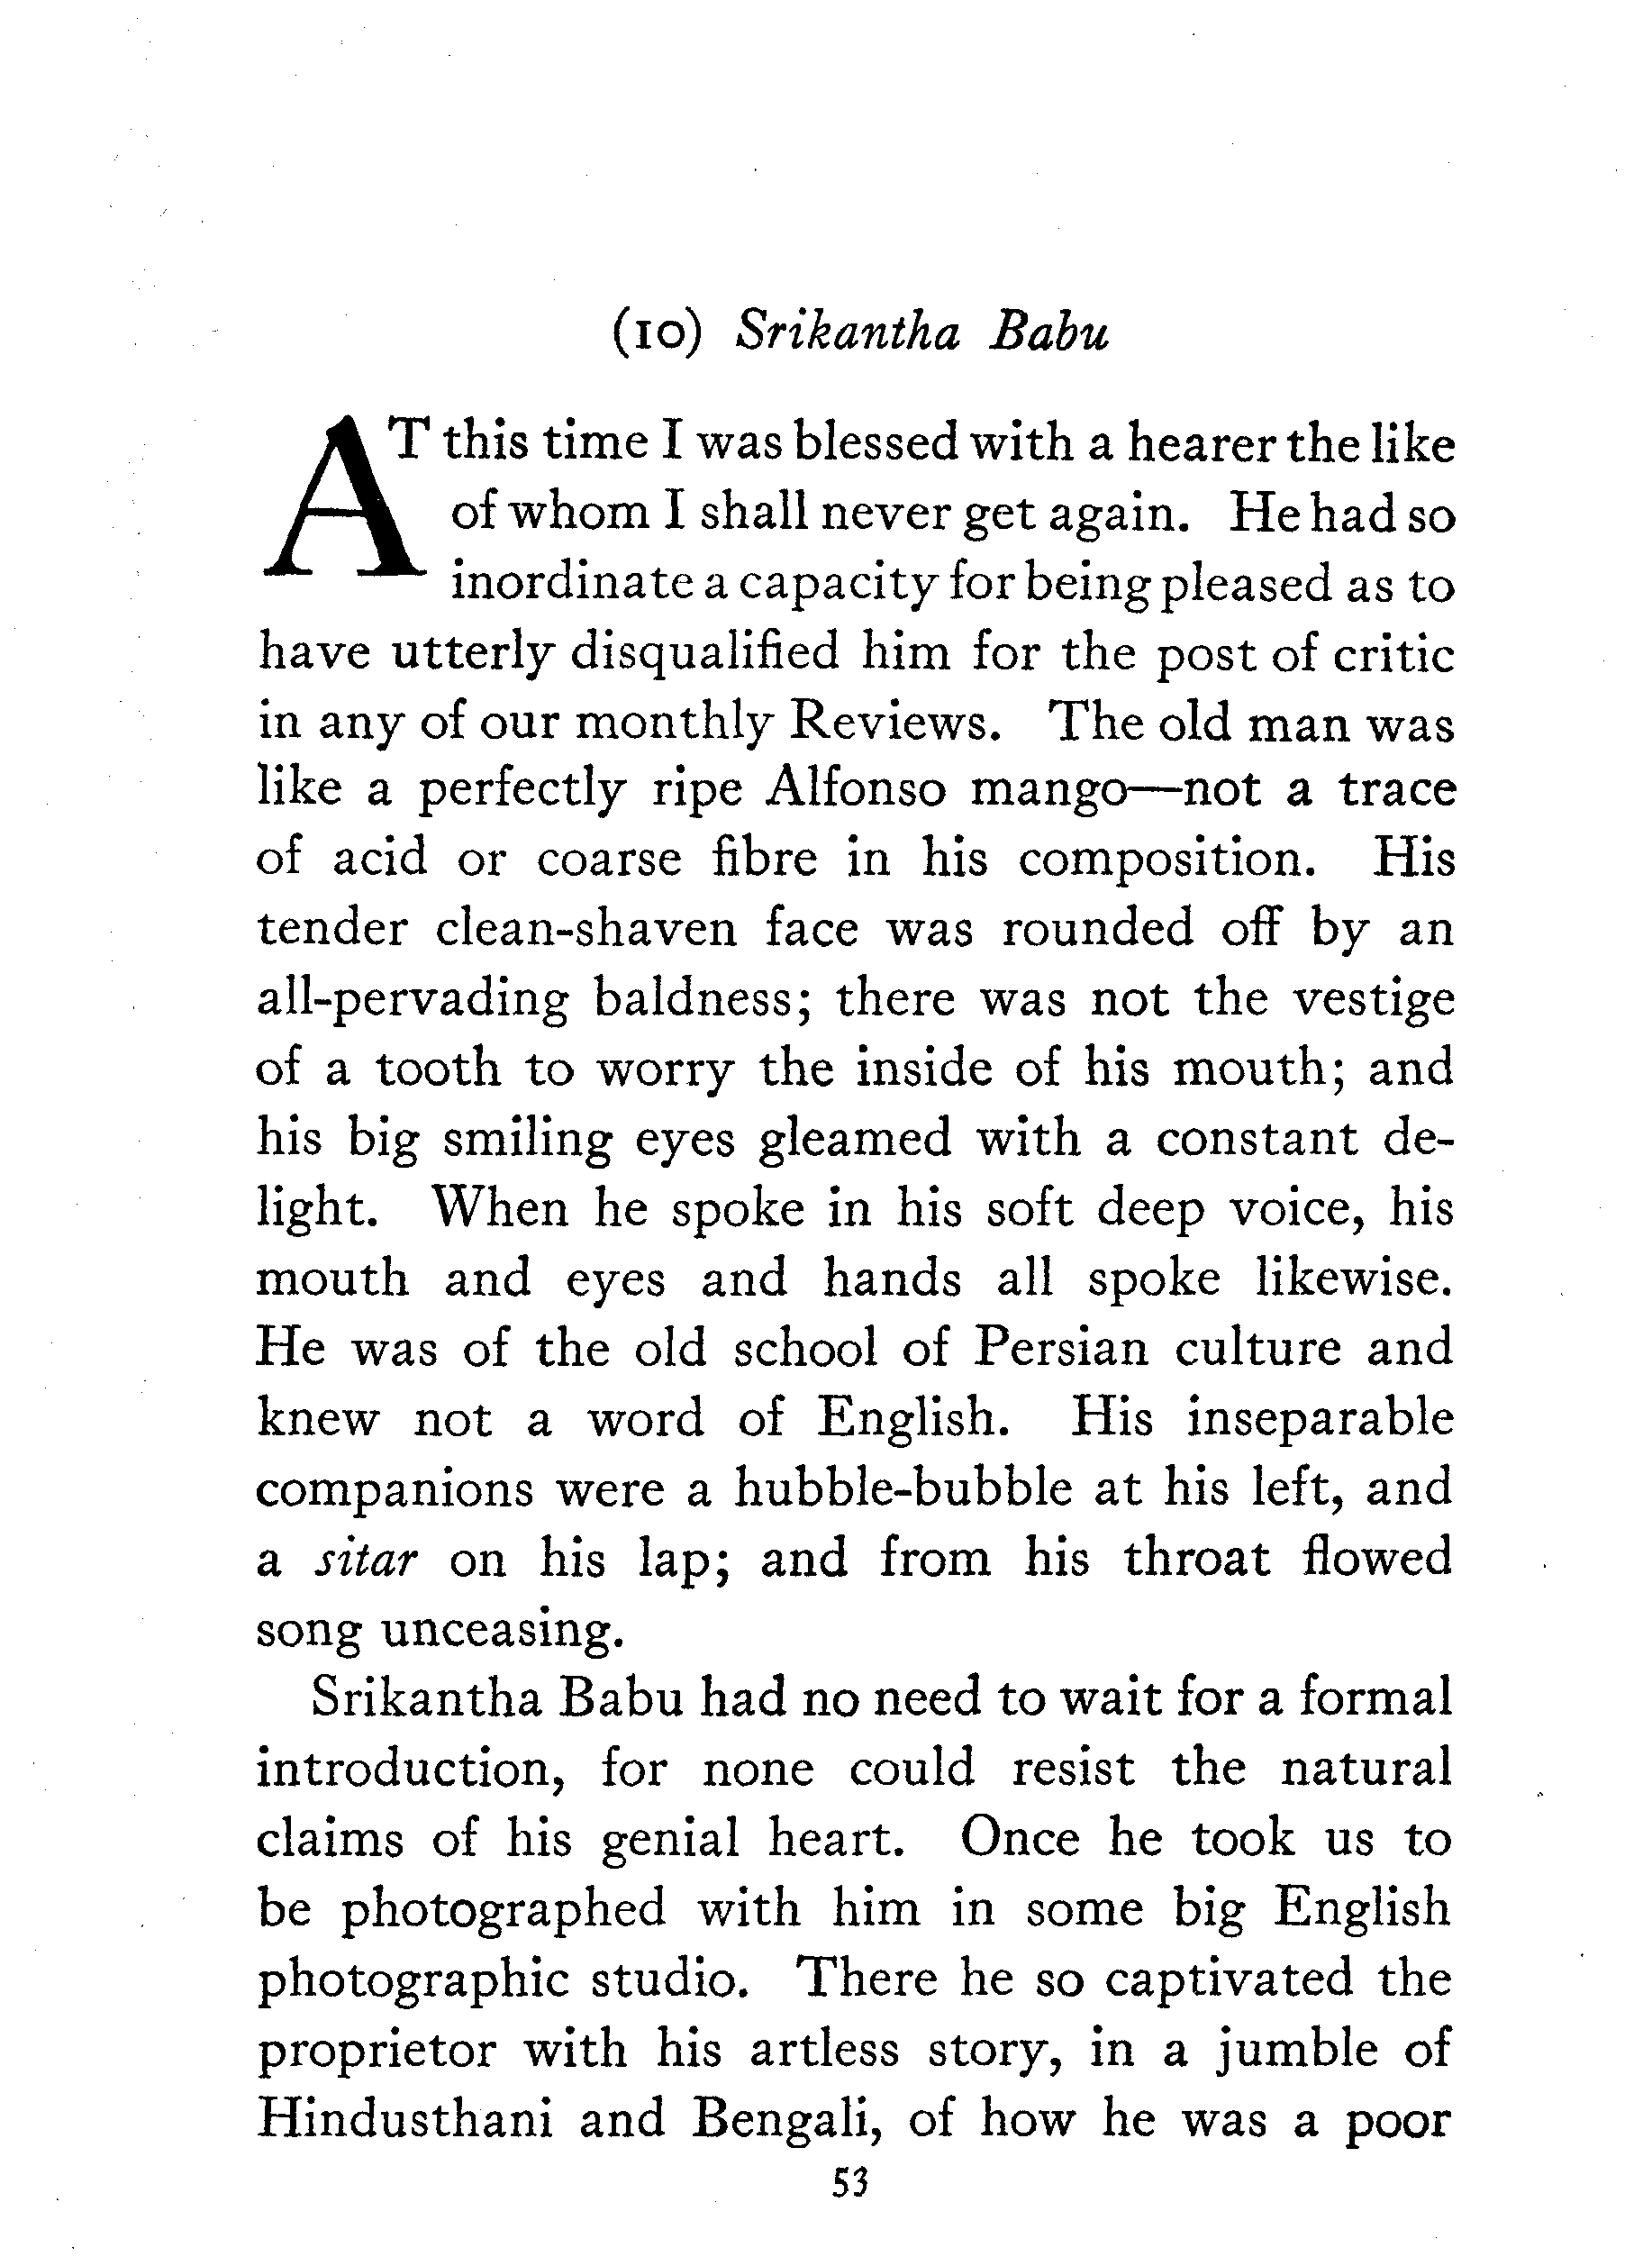 (10) Srikantha Babu
AT this time I was blessed with a hearer the like
of whom I shall never get again. He had so
inordinate a capacity for being pleased as to
have utterly disqualified him for the post of critic
in any of our monthly Reviews. The old man was
like a perfectly ripe Alfonso mango—not a trace
of acid or coarse fibre in his composition. His
tender clean-shaven face was rounded off by an
all-pervading baldness; there was not the vestige
of a tooth to worry the inside of his mouth; and
his big smiling eyes gleamed with a constant de-
light. When he spoke in his soft deep voice, his
mouth and eyes and hands all spoke likewise.
He was of the old school of Persian culture and
knew not a word of English. His inseparable
companions were a hubble-bubble at his left, and
a sitar on his lap; and from his throat flowed
song unceasing.
Srikantha Babu had no need to wait for a formal
introduction, for none could resist the natural
claims of his genial heart. Once he took us to
be photographed with him in some big English
photographic studio. There he so captivated the
proprietor with his artless story, in a jumble of
Hindusthani and Bengali, of how he was a poor
53